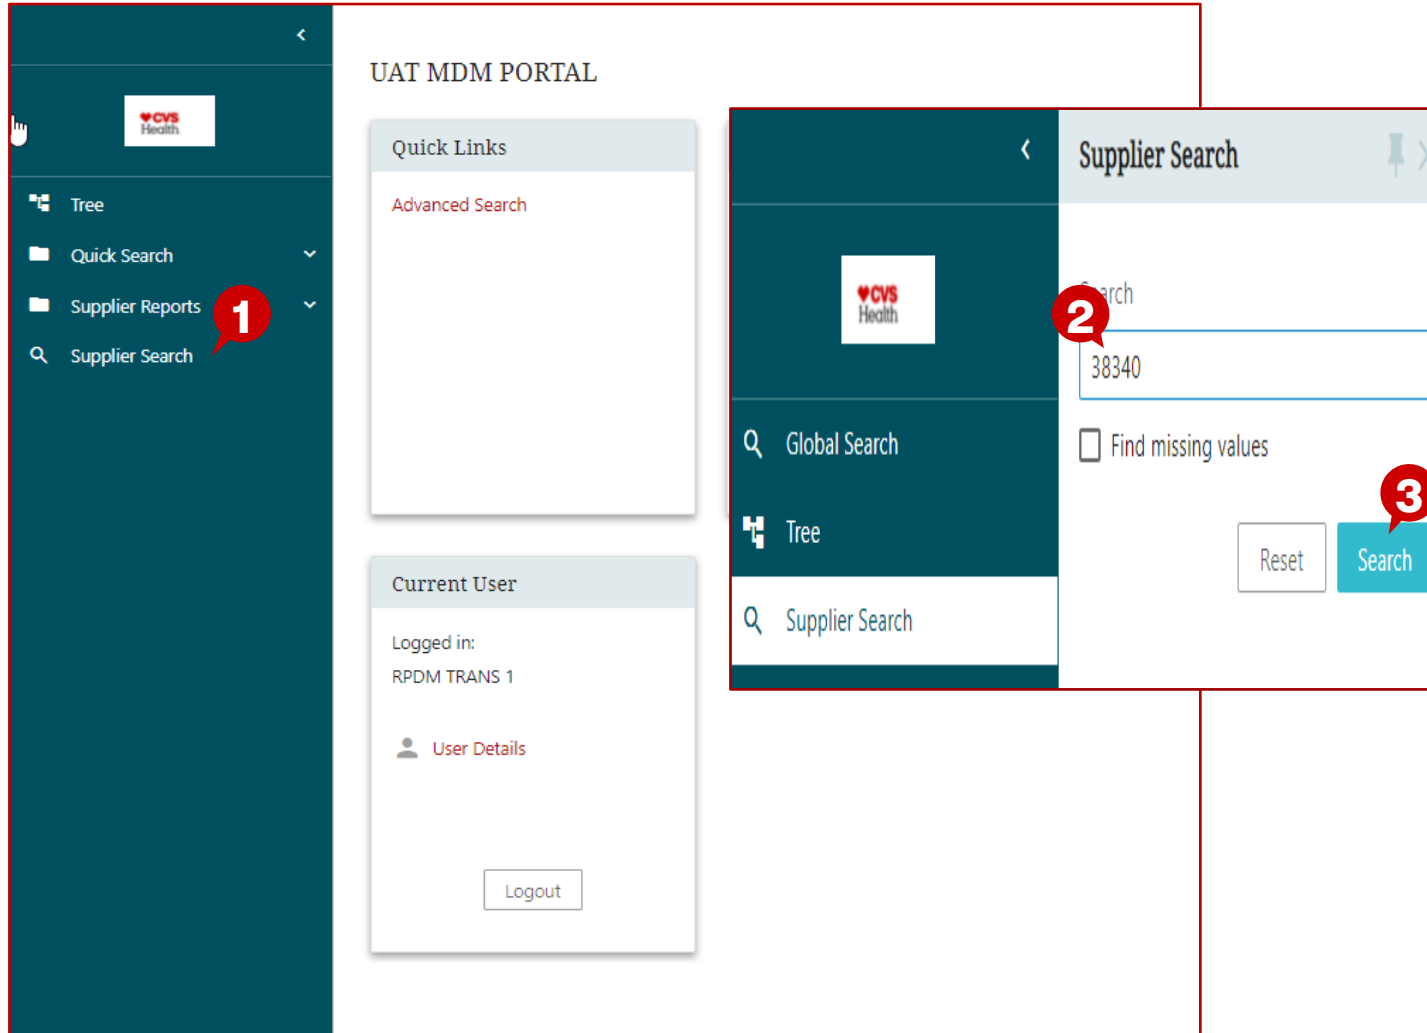 UAT MDM PORTAL
CVS
Health
Tree
Quick Search
Supplier Reports
1
Supplier Search
Quick Links
Advanced Search
Current User
Logged in:
RPDM TRANS 1
User Details
Logout
Supplier Search
CVS
Health
Global Search
Tree
Supplier Search
2
38340
Find missing values
3
Reset
Search